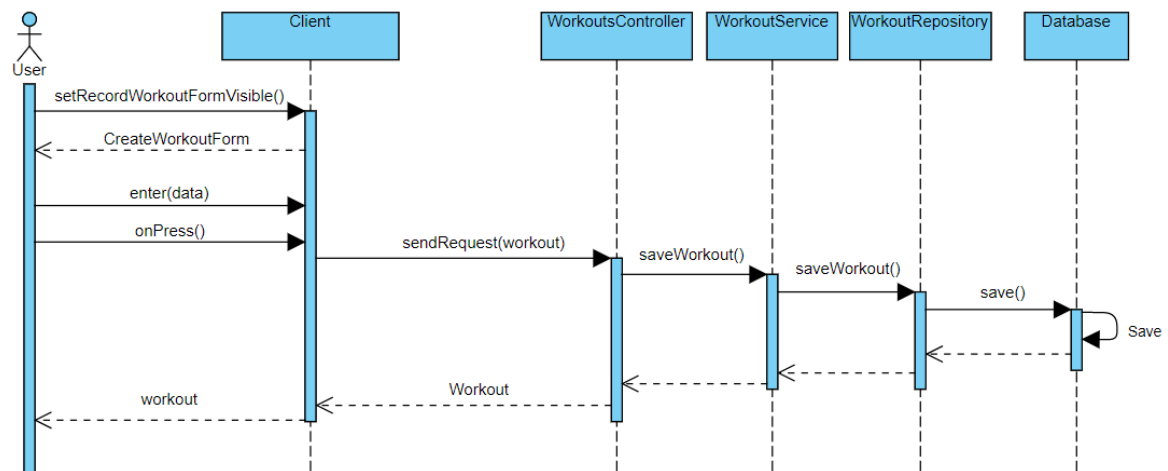 Client
WorkoutsController
WorkoutService
WorkoutRepository
Database
User
setRecordWorkoutFormVisible()
CreateWorkoutForm
enter(data)
onPress()
sendRequest(workout)
saveWorkout()
saveWorkout()
save()
Save
Workout
workout